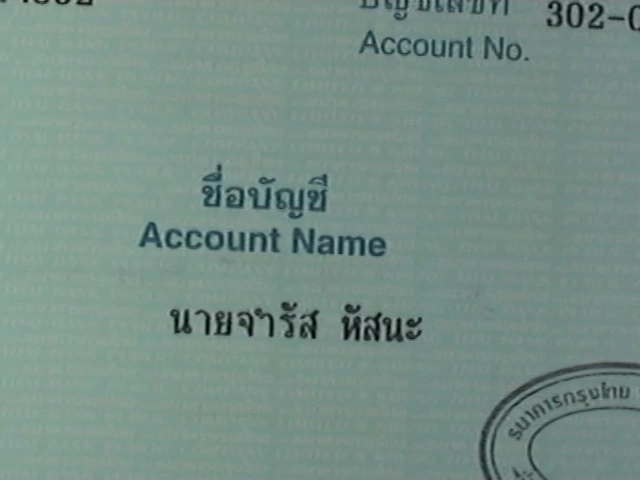 บัญชีเลขที่ 302-0
Account No.
ชื่อบัญชี
Account Name
นายจำรัส หัสนะ
ธนาคารกรุงไทย